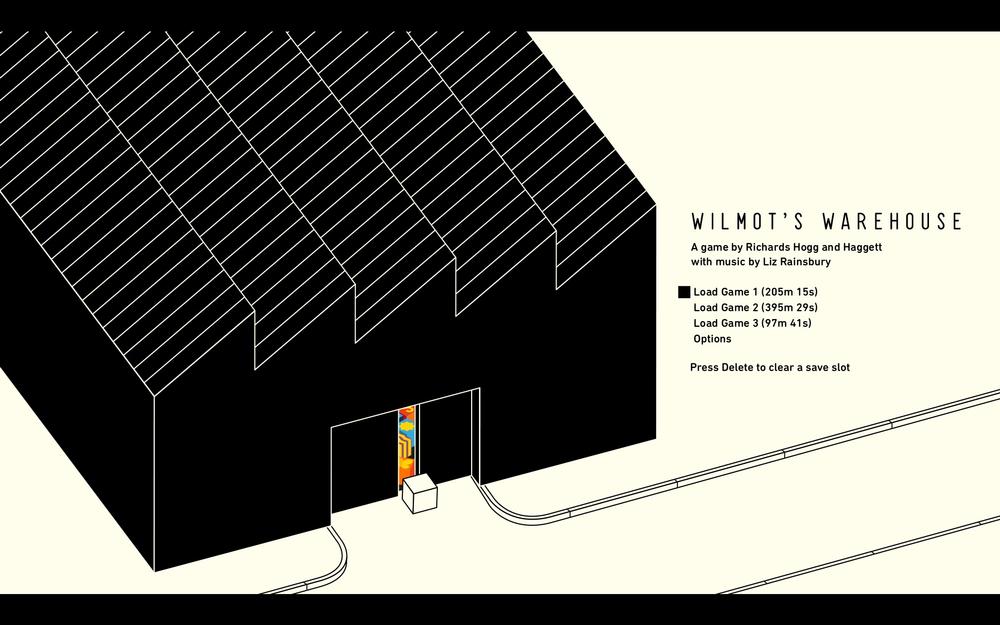 WILMOT'S WAREHOUSE
A game by Richards Hogg and Haggett
with music by Liz Rainsbury
Load Game 1 (205m 15s)
Load Game 2 (395m 29s)
Load Game 3 (97m 41s)
Options
Press Delete to clear a save slot